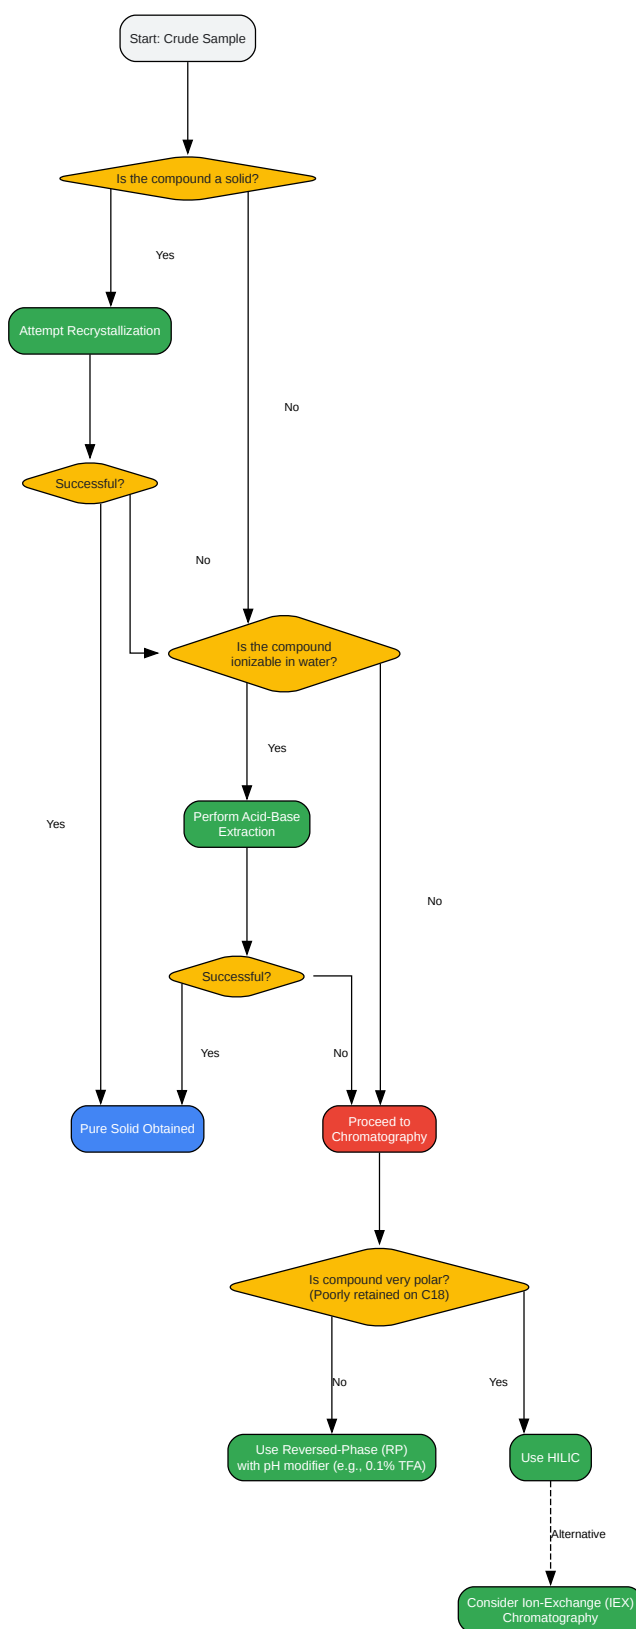 Start: Crude Sample
Is the compound a solid?
Yes
Attempt Recrystallization
No
Successful?
No
Is the compound
ionizable in water?
Yes
Perform Acid-Base
Extraction
Yes
No
Successful?
Yes
No
Pure Solid Obtained
Proceed to
Chromatography
Is compound very polar?
(Poorly retained on C18)
No
Yes
Use Reversed-Phase (RP)
with pH modifier (e.g., 0.1% TFA)
Use HILIC
Alternative
Consider Ion-Exchange (IEX)
Chromatography